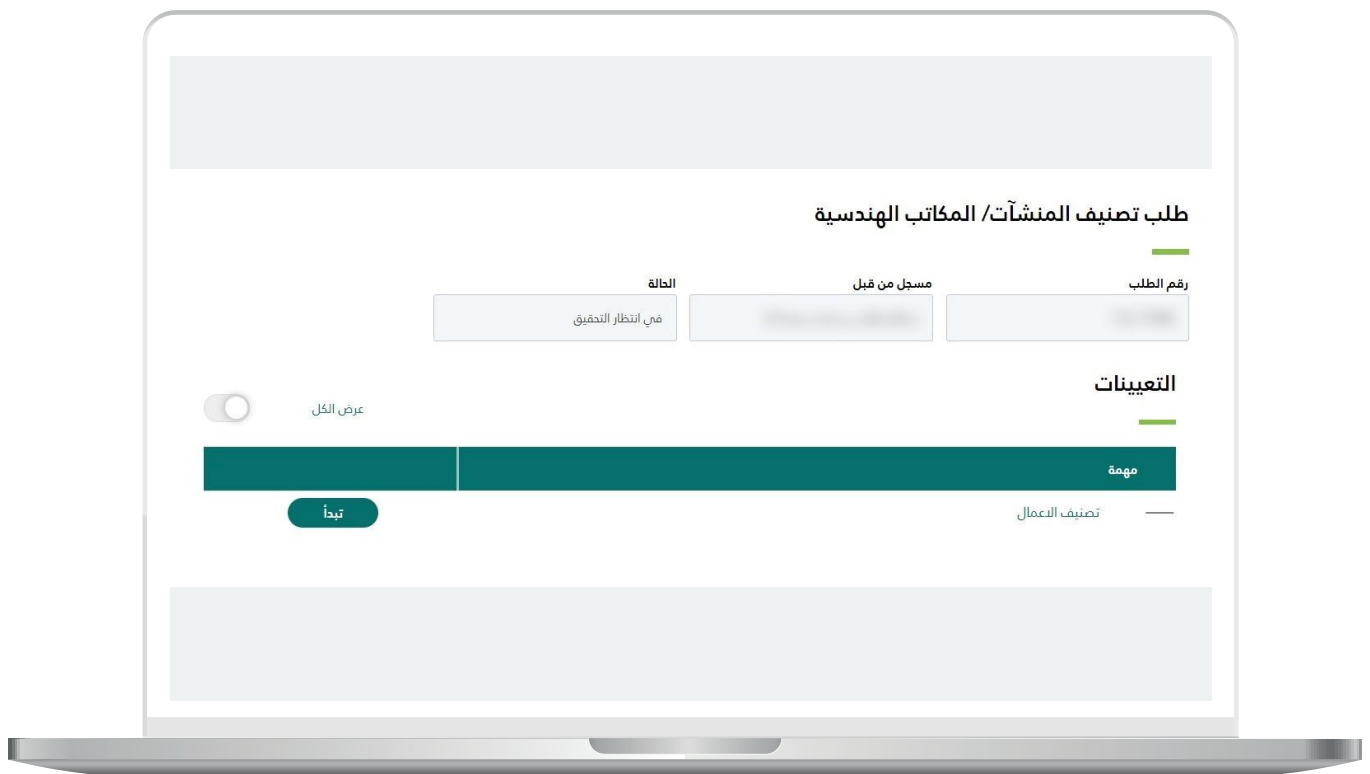 طلب تصنيف المنشآت/ المكاتب الهندسية
رقم الطلب
مسجل من قبل
الحالة
في انتظار التحقيق
التعيينات
عرض الكل
مهمة
تصنيف الاعمال
تبدأ